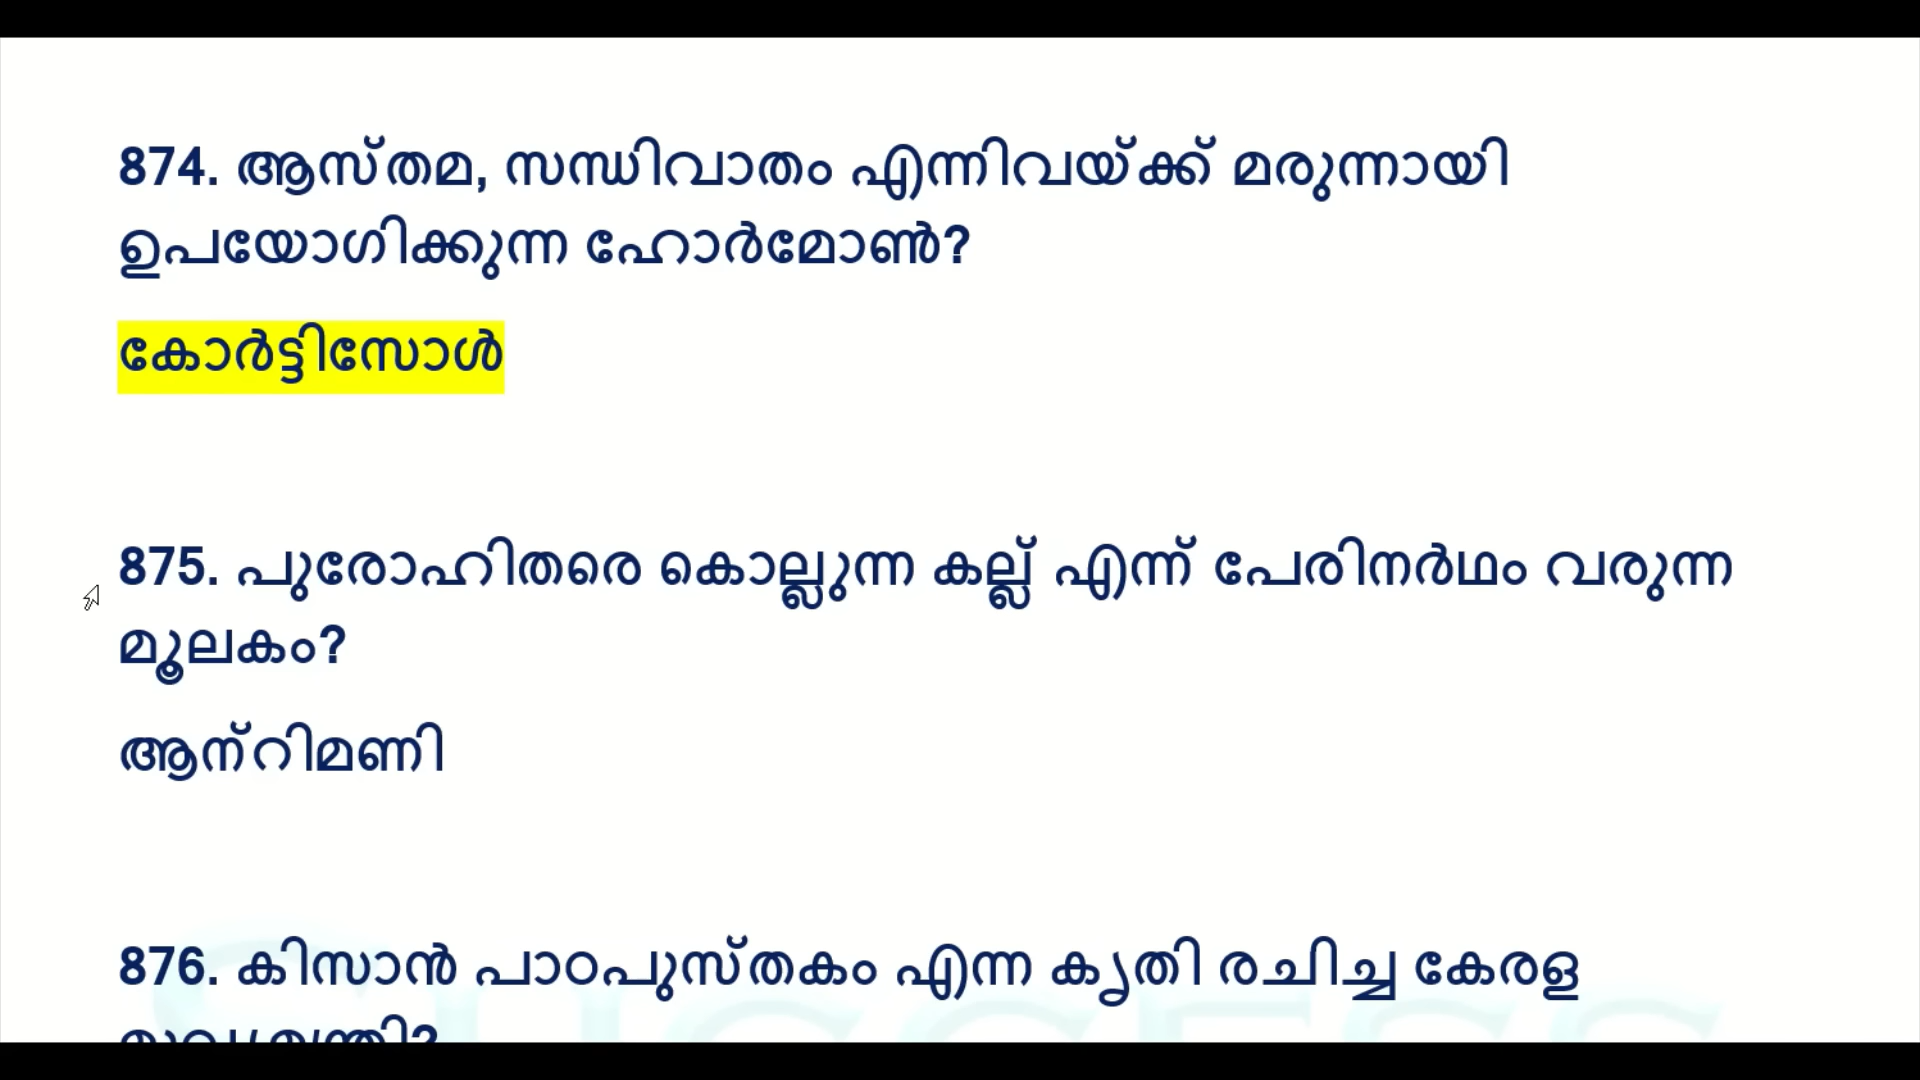 874. ആസ്തമ, സന്ധിവാതം എന്നിവയ്ക്ക് മരുന്നായി
ഉപയോഗിക്കുന്ന ഹോർമോൺ?
കോർട്ടിസോൾ
875. പുരോഹിതരെ കൊല്ലുന്ന കല്ല് എന്ന് പേരിനർഥം വരുന്ന
മൂലകം?
ആന്റിമണി
876. കിസാൻ പാഠപുസ്തകം എന്ന കൃതി രചിച്ച കേരള